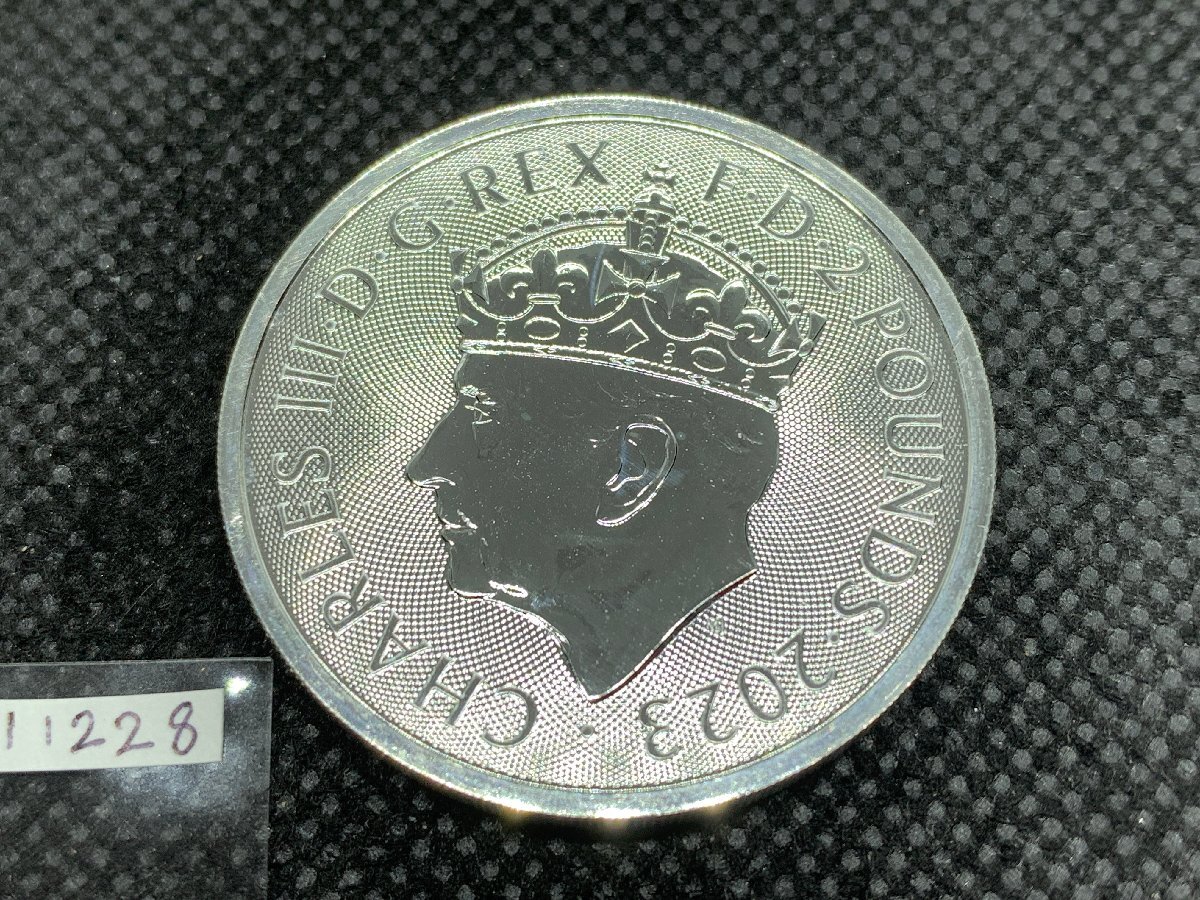 CHARLES III · D · G · REX · F · D · 2 POUNDS · 2023 ·
11228